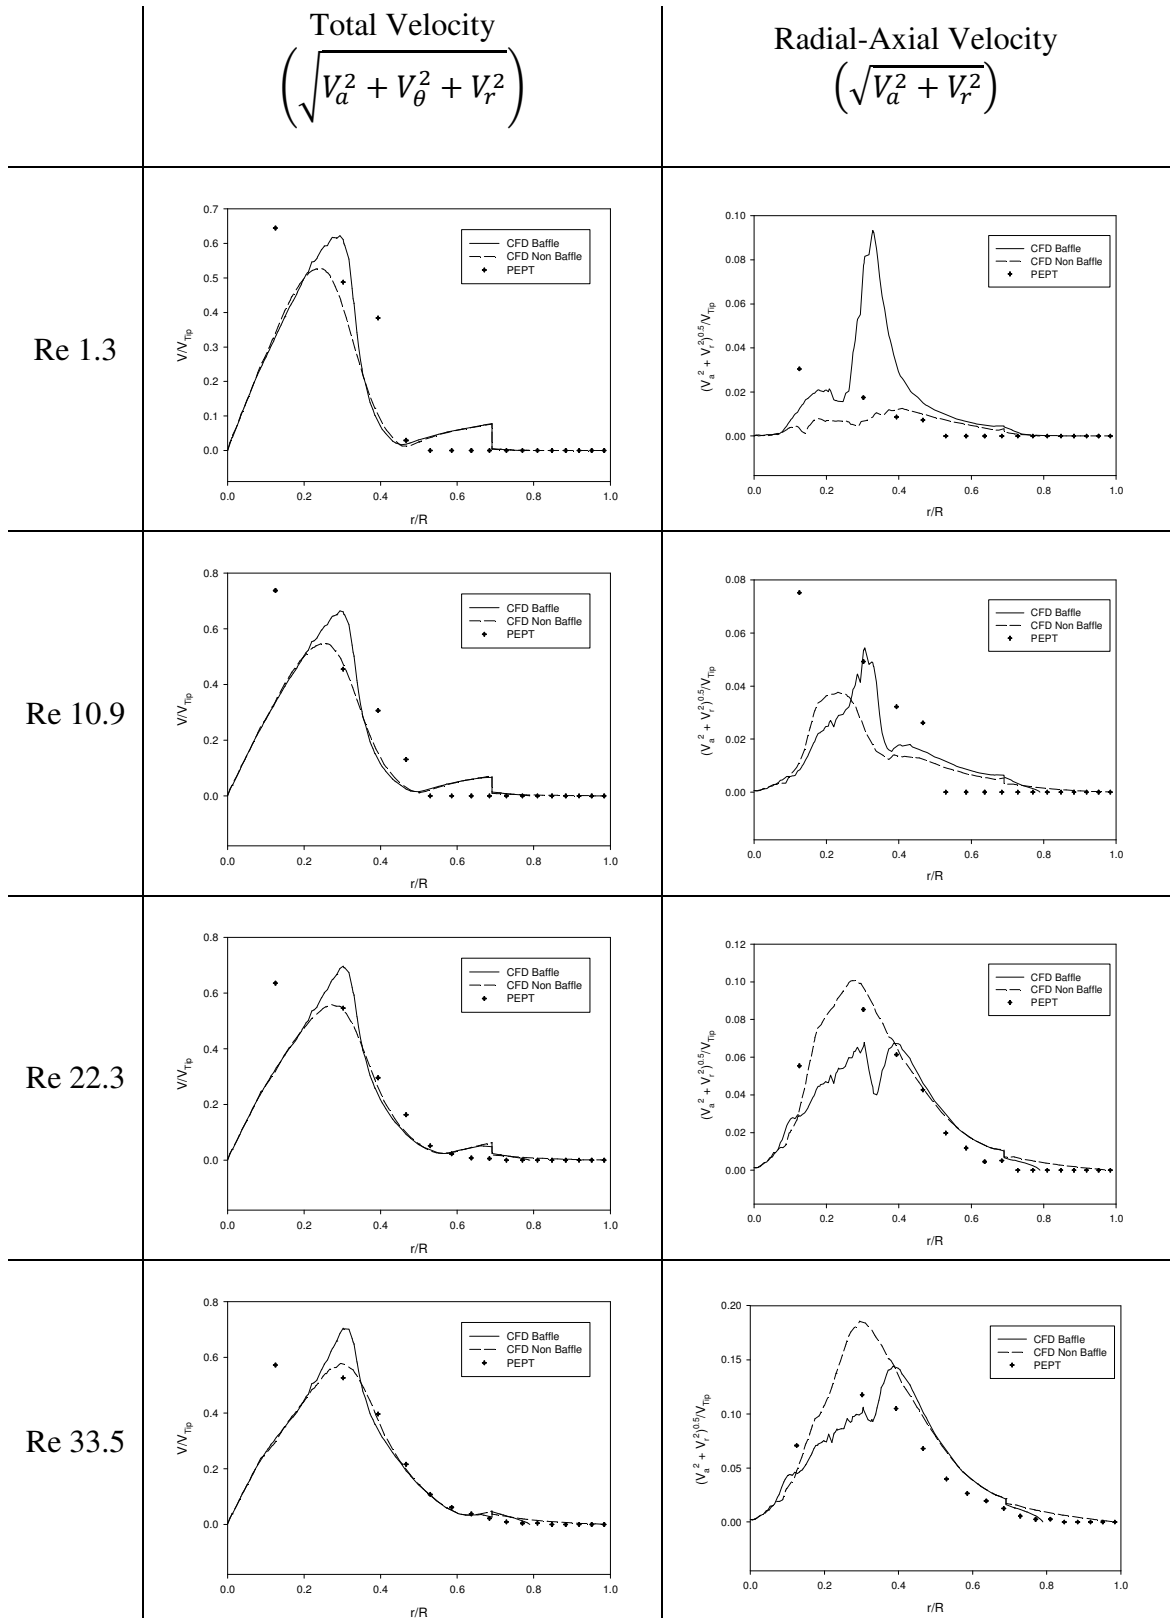 Total Velocity
(√V_a^2 + V_θ^2 + V_r^2)
Radial-Axial Velocity
(√V_a^2 + V_r^2)
Re 1.3
V/V_Tip
0.7
0.6
0.5
0.4
0.3
0.2
0.1
0.0
0.0 0.2 0.4 0.6 0.8 1.0
r/R
CFD Baffle
CFD Non Baffle
PEPT
(V_a^2 + V_r^2)^0.5/V_Tip
0.10
0.08
0.06
0.04
0.02
0.00
0.0 0.2 0.4 0.6 0.8 1.0
r/R
CFD Baffle
CFD Non Baffle
PEPT
Re 10.9
V/V_Tip
0.8
0.6
0.4
0.2
0.0
0.0 0.2 0.4 0.6 0.8 1.0
r/R
CFD Baffle
CFD Non Baffle
PEPT
(V_a^2 + V_r^2)^0.5/V_Tip
0.08
0.06
0.04
0.02
0.00
0.0 0.2 0.4 0.6 0.8 1.0
r/R
CFD Baffle
CFD Non Baffle
PEPT
Re 22.3
V/V_Tip
0.8
0.6
0.4
0.2
0.0
0.0 0.2 0.4 0.6 0.8 1.0
r/R
CFD Baffle
CFD Non Baffle
PEPT
(V_a^2 + V_r^2)^0.5/V_Tip
0.12
0.10
0.08
0.06
0.04
0.02
0.00
0.0 0.2 0.4 0.6 0.8 1.0
r/R
CFD Baffle
CFD Non Baffle
PEPT
Re 33.5
V/V_Tip
0.8
0.6
0.4
0.2
0.0
0.0 0.2 0.4 0.6 0.8 1.0
r/R
CFD Baffle
CFD Non Baffle
PEPT
(V_a^2 + V_r^2)^0.5/V_Tip
0.20
0.15
0.10
0.05
0.00
0.0 0.2 0.4 0.6 0.8 1.0
r/R
CFD Baffle
CFD Non Baffle
PEPT